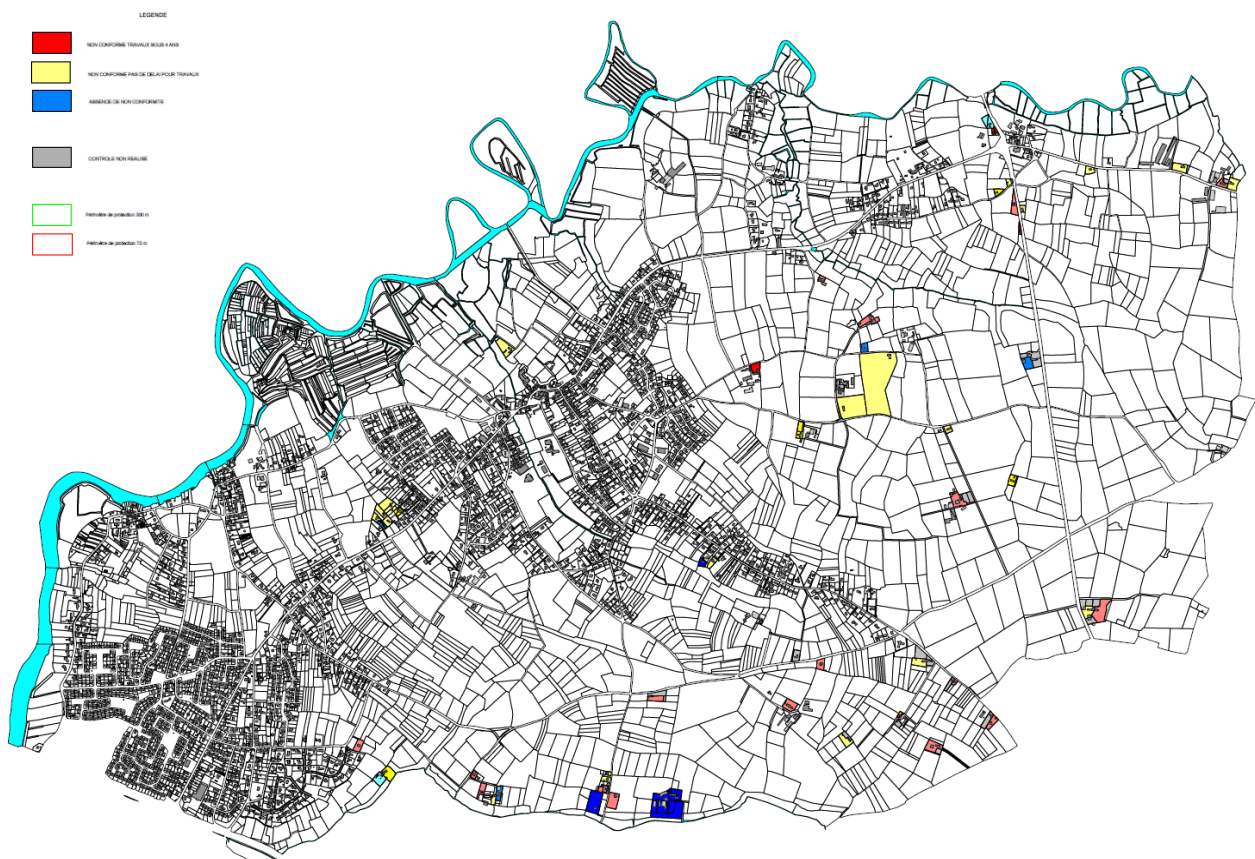 LEGENDE
NON CONFORME TRAVAUX SOUS 4 ANS
NON CONFORME PAS DE DELAI POUR TRAVAUX
ABSENCE DE NON CONFORMITE
CONTROLE NON REALISE
Périmètre de protection 300 m
Périmètre de protection 70 m